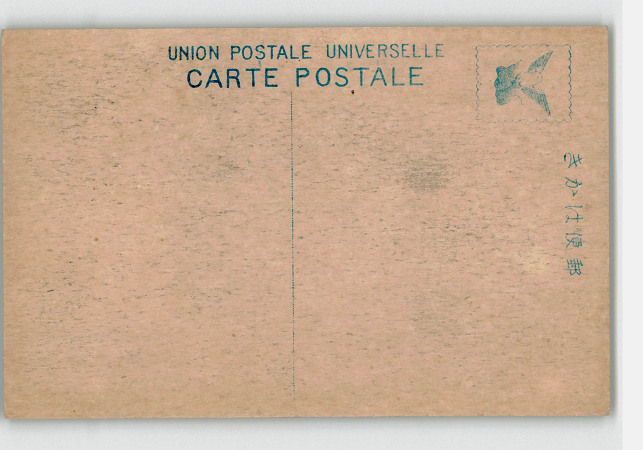 UNION POSTALE UNIVERSELLE
CARTE POSTALE
きかは便郵